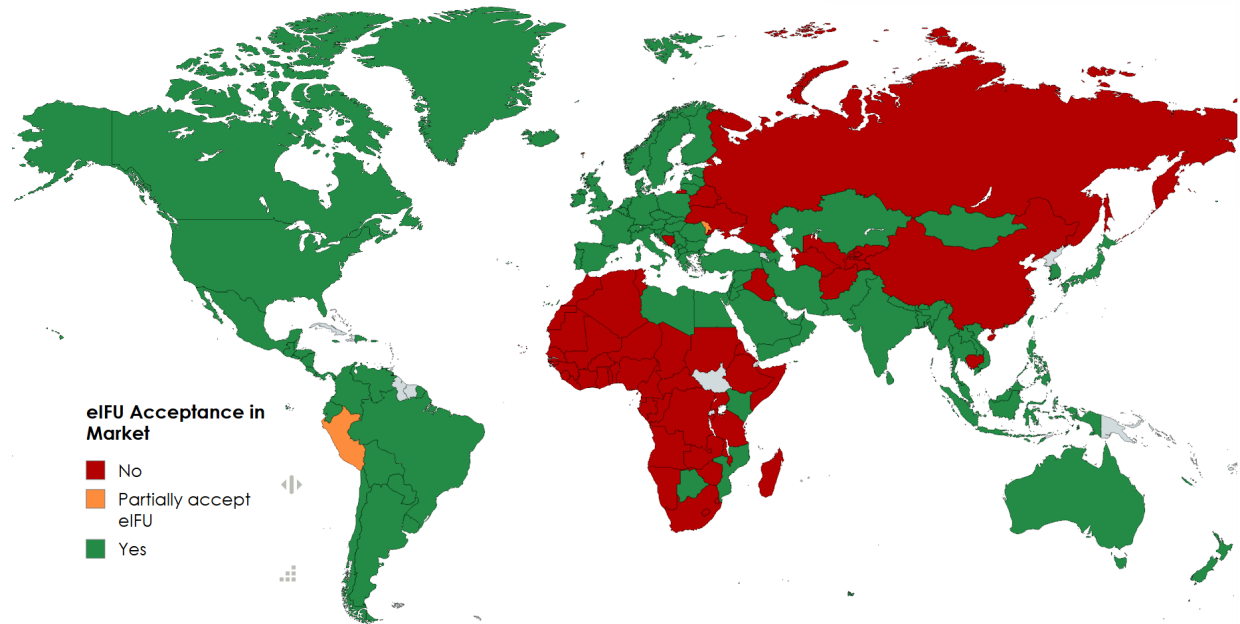 eIFU Acceptance in
Market
No
Partially accept
eIFU
Yes